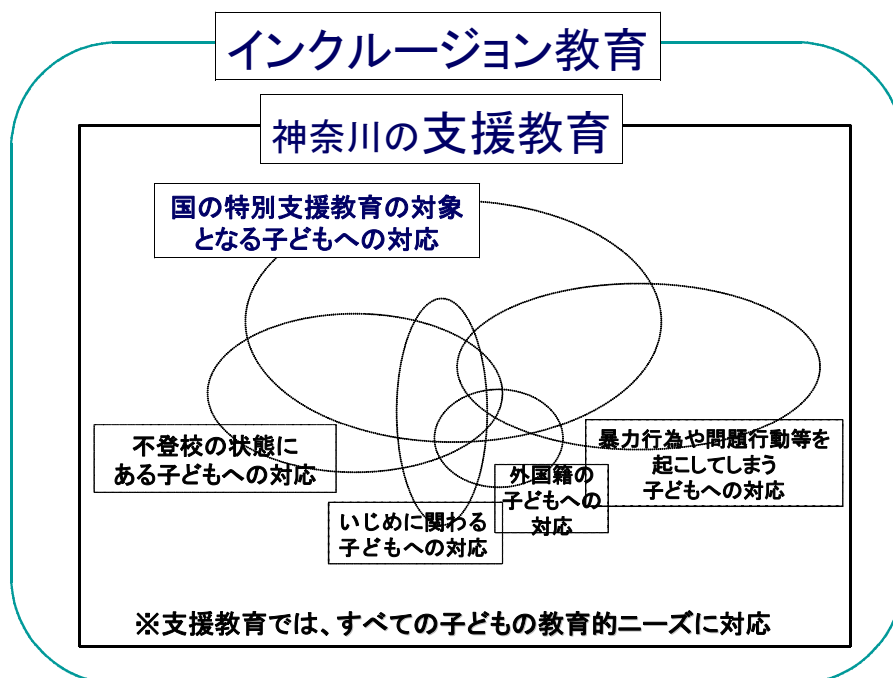 インクルージョン教育
神奈川の支援教育
国の特別支援教育の対象
となる子どもへの対応
不登校の状態に
ある子どもへの対応
暴力行為や問題行動等を
起こしてしまう
子どもへの対応
外国籍の
子どもへの
対応
いじめに関わる
子どもへの対応
※支援教育では、すべての子どもの教育的ニーズに対応